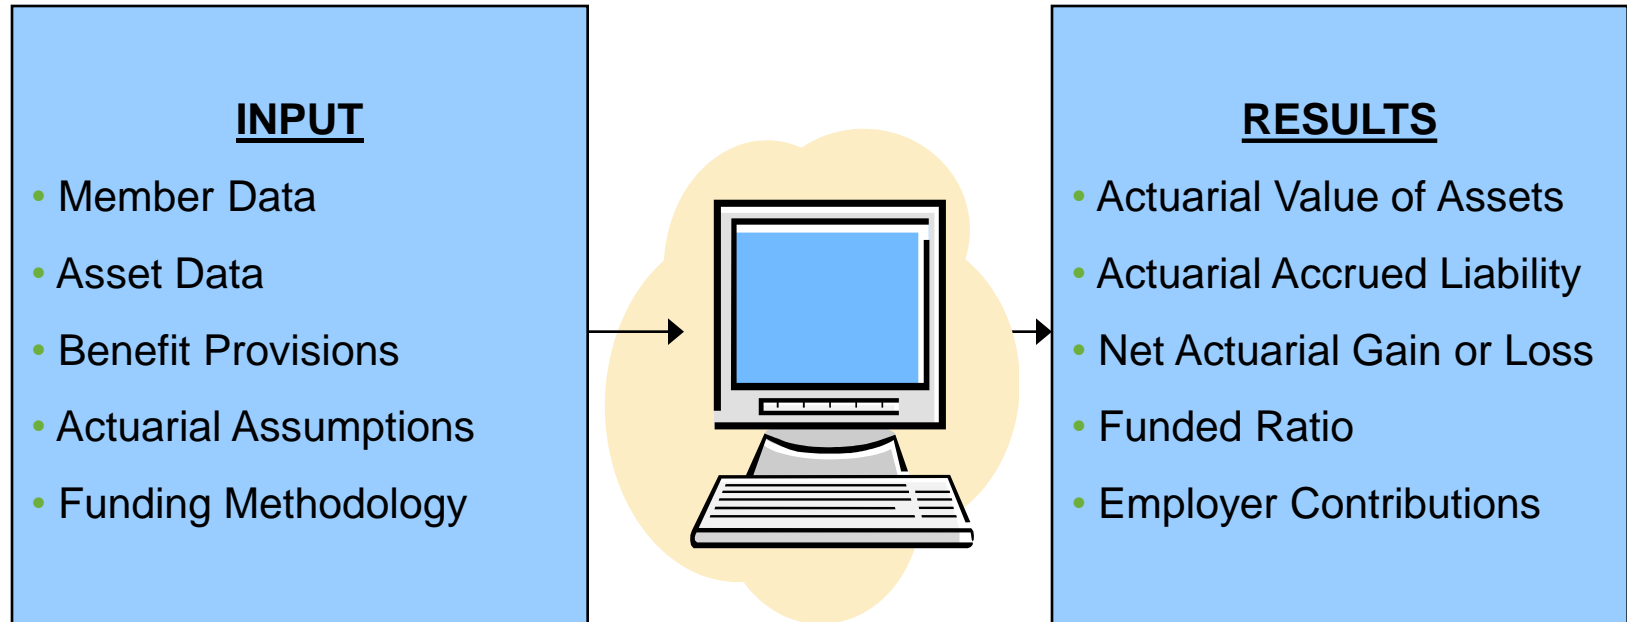 INPUT
• Member Data
• Asset Data
• Benefit Provisions
• Actuarial Assumptions
• Funding Methodology
RESULTS
• Actuarial Value of Assets
• Actuarial Accrued Liability
• Net Actuarial Gain or Loss
• Funded Ratio
• Employer Contributions